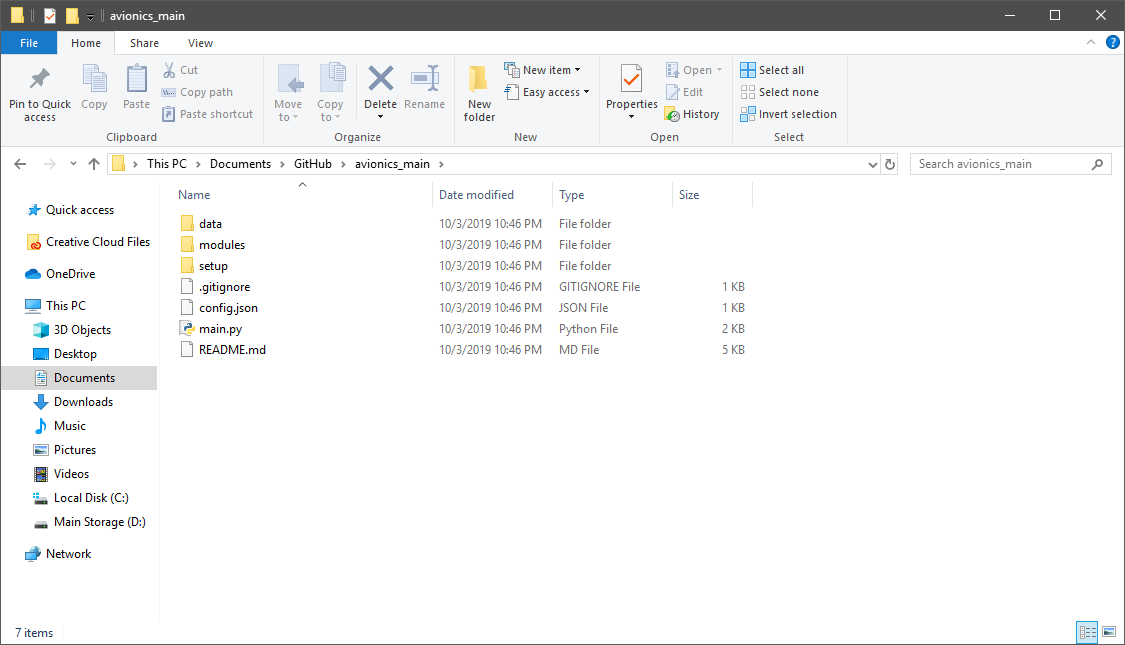 avionics_main
File Home Share View
Pin to Quick access
Copy
Paste
Cut
Copy path
Paste shortcut
Clipboard
Move to
Copy to
Delete
Rename
Organize
New folder
New item
Easy access
New
Properties
Open
Edit
History
Open
Select all
Select none
Invert selection
Select
This PC > Documents > GitHub > avionics_main >
Search avionics_main
Quick access
Creative Cloud Files
OneDrive
This PC
3D Objects
Desktop
Documents
Downloads
Music
Pictures
Videos
Local Disk (C:)
Main Storage (D:)
Network
Name Date modified Type Size
data 10/3/2019 10:46 PM File folder
modules 10/3/2019 10:46 PM File folder
setup 10/3/2019 10:46 PM File folder
.gitignore 10/3/2019 10:46 PM GITIGNORE File 1 KB
config.json 10/3/2019 10:46 PM JSON File 1 KB
main.py 10/3/2019 10:46 PM Python File 2 KB
README.md 10/3/2019 10:46 PM MD File 5 KB
7 items